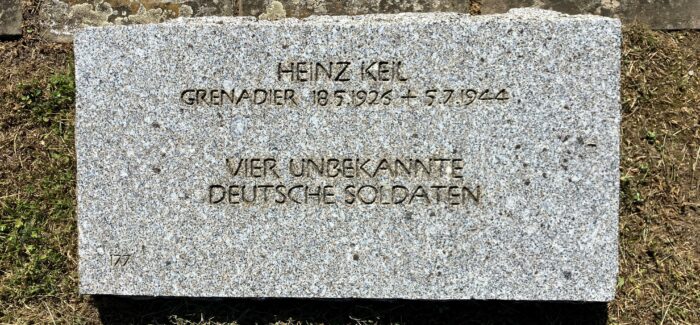 HEINZ KEIL
GRENADIER 18.5.1926 + 5.7.1944
VIER UNBEKANNTE
DEUTSCHE SOLDATEN
177